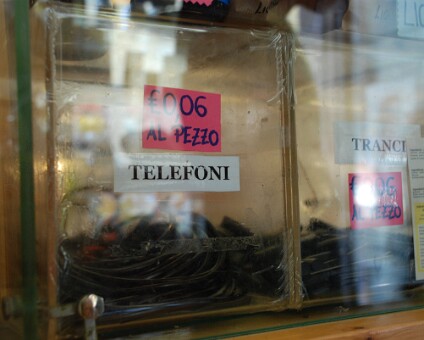 €0,06
AL PEZZO
TELEFONI
TRANCI
€0,06
AL PEZZO